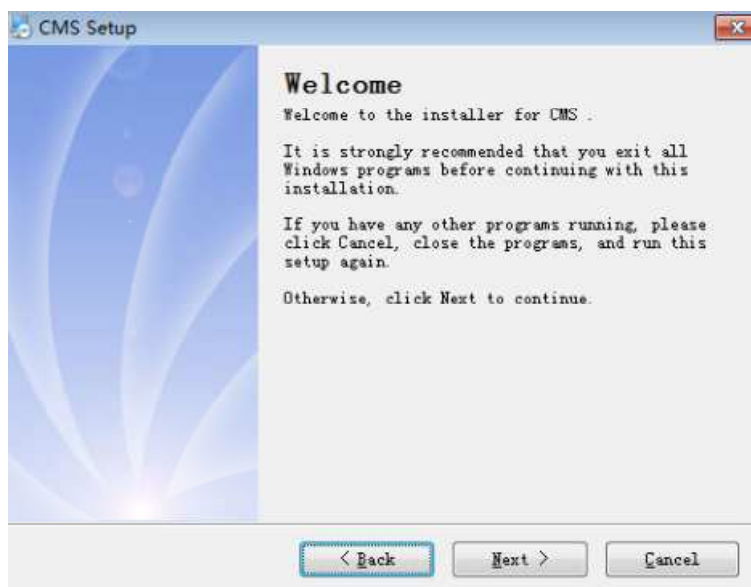 CMS Setup
Welcome
Welcome to the installer for CMS .
It is strongly recommended that you exit all
Windows programs before continuing with this
installation.
If you have any other programs running, please
click Cancel, close the programs, and run this
setup again.
Otherwise, click Next to continue.
< Back
Next >
Cancel